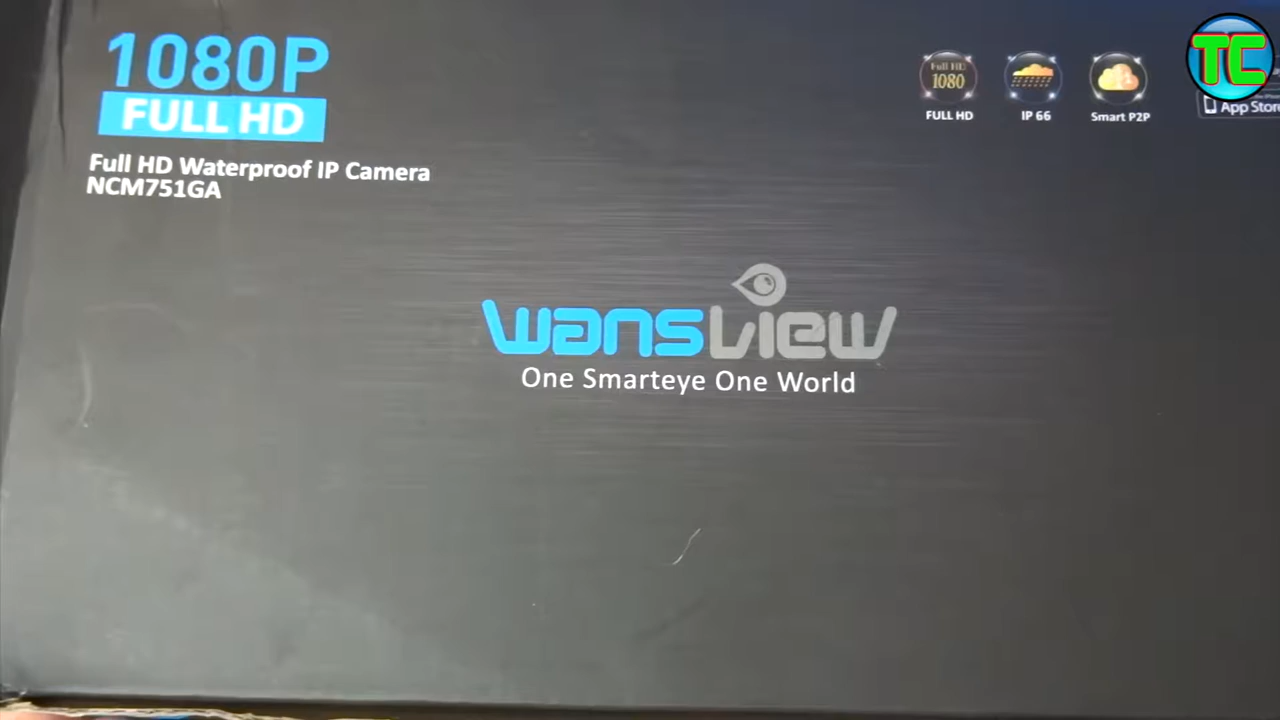 1080P
FULL HD
Full HD Waterproof IP Camera
NCM751GA
Full HD
1080
FULL HD
IP 66
Smart P2P
App Store
TC
wansview
One Smarteye One World